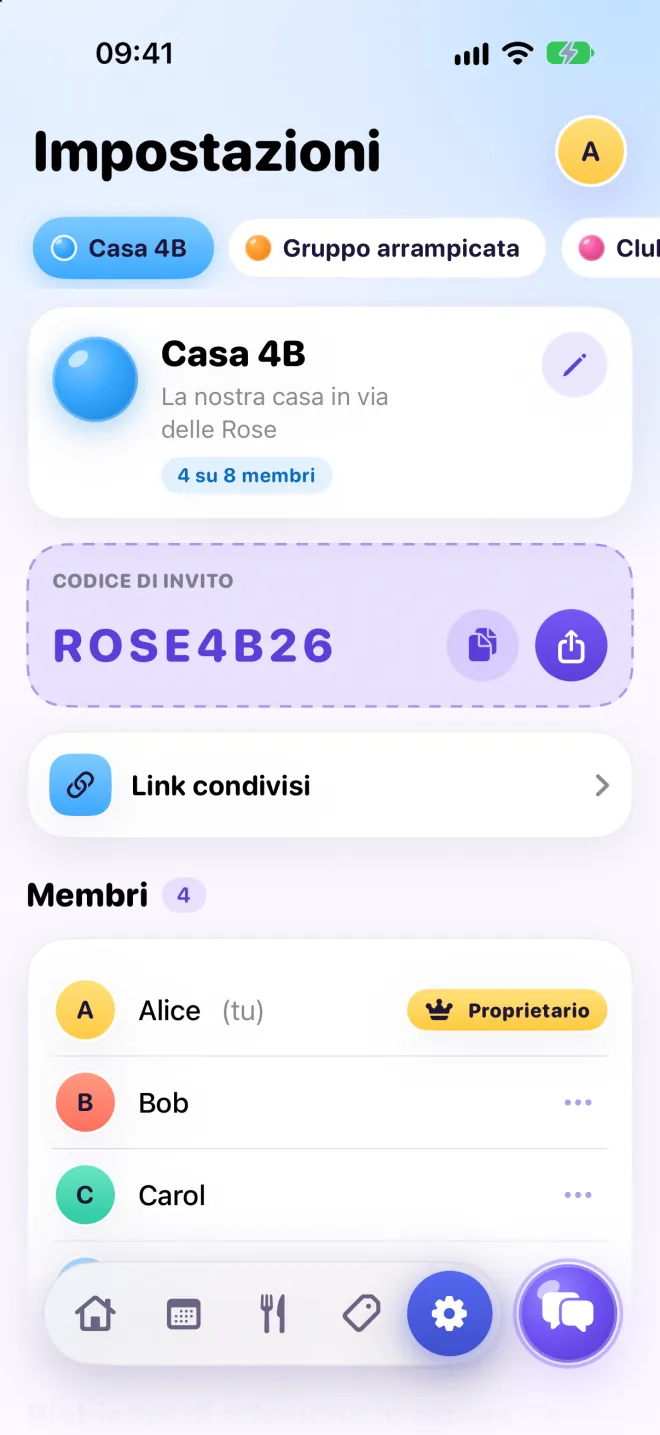 09:41
Impostazioni
A
Casa 4B
Gruppo arrampicata
Clu
Casa 4B
La nostra casa in via
delle Rose
4 su 8 membri
CODICE DI INVITO
ROSE4B26
Link condivisi
Membri 4
A Alice (tu) Proprietario
B Bob
C Carol